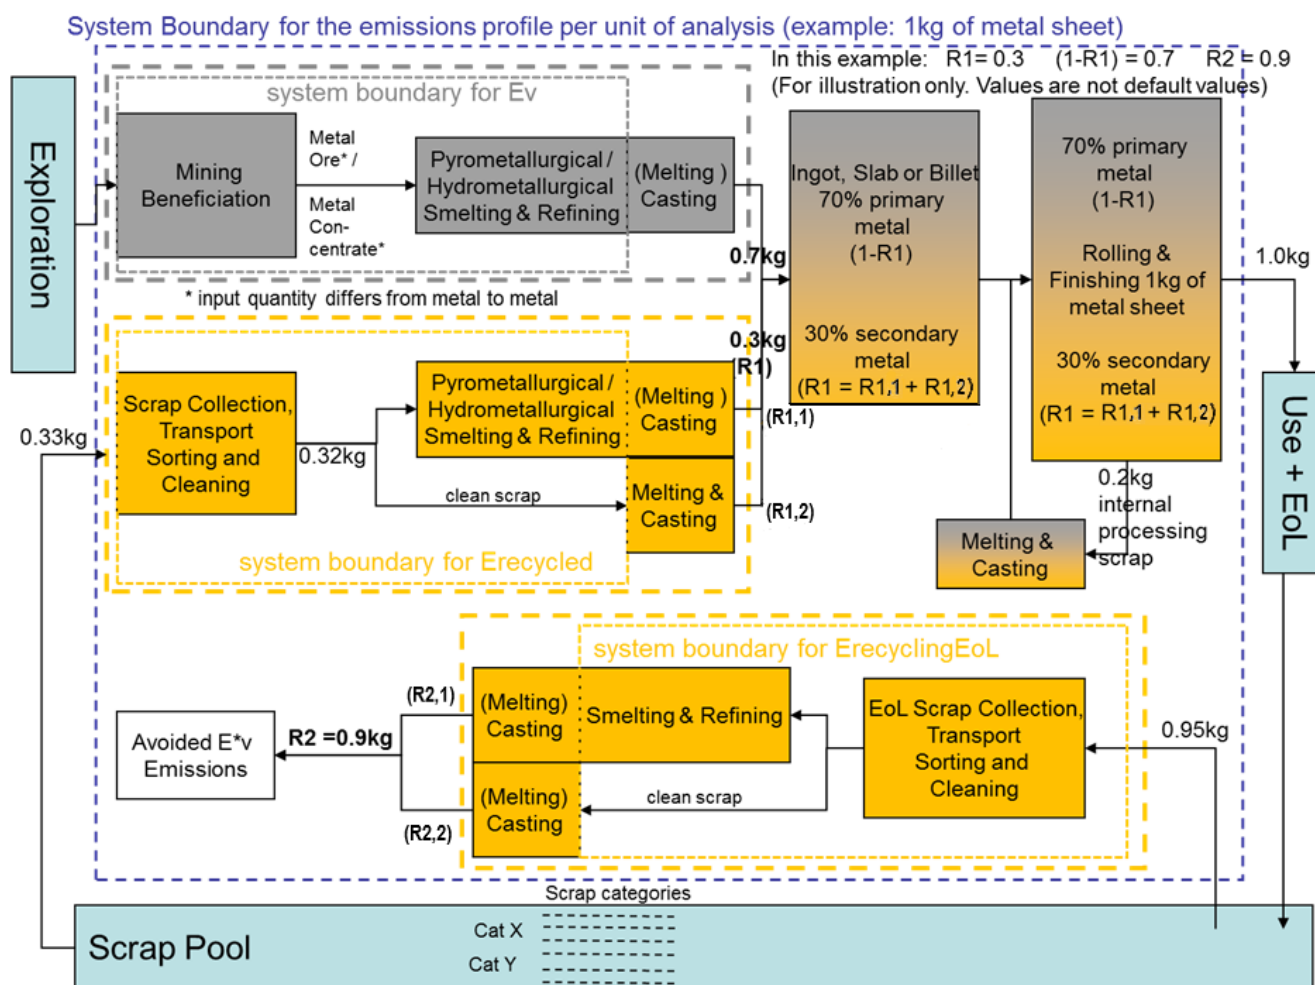 System Boundary for the emissions profile per unit of analysis (example: 1kg of metal sheet)
In this example: R1= 0.3 (1-R1) = 0.7 R2 = 0.9
(For illustration only. Values are not default values)
Exploration
system boundary for Ev
Mining
Beneficiation
Metal
Ore* /
Metal
Con-
centrate*
Pyrometallurgical /
Hydrometallurgical
Smelting & Refining
(Melting )
Casting
* input quantity differs from metal to metal
0.7kg
0.3kg
(R1)
(R1,1)
(R1,2)
Ingot, Slab or Billet
70% primary
metal
(1-R1)
30% secondary
metal
(R1 = R1,1 + R1,2)
70% primary
metal
(1-R1)
Rolling &
Finishing 1kg of
metal sheet
30% secondary
metal
(R1 = R1,1 + R1,2)
1.0kg
Use + EoL
0.33kg
Scrap Collection,
Transport
Sorting and
Cleaning
0.32kg
Pyrometallurgical /
Hydrometallurgical
Smelting & Refining
(Melting )
Casting
clean scrap
Melting &
Casting
system boundary for Erecycled
0.2kg
internal
processing
scrap
Melting &
Casting
system boundary for ErecyclingEoL
(R2,1)
(Melting)
Casting
Smelting & Refining
EoL Scrap Collection,
Transport
Sorting and
Cleaning
0.95kg
Avoided E*v
Emissions
R2 =0.9kg
(R2,2)
(Melting)
Casting
clean scrap
Scrap categories
Scrap Pool
Cat X
Cat Y